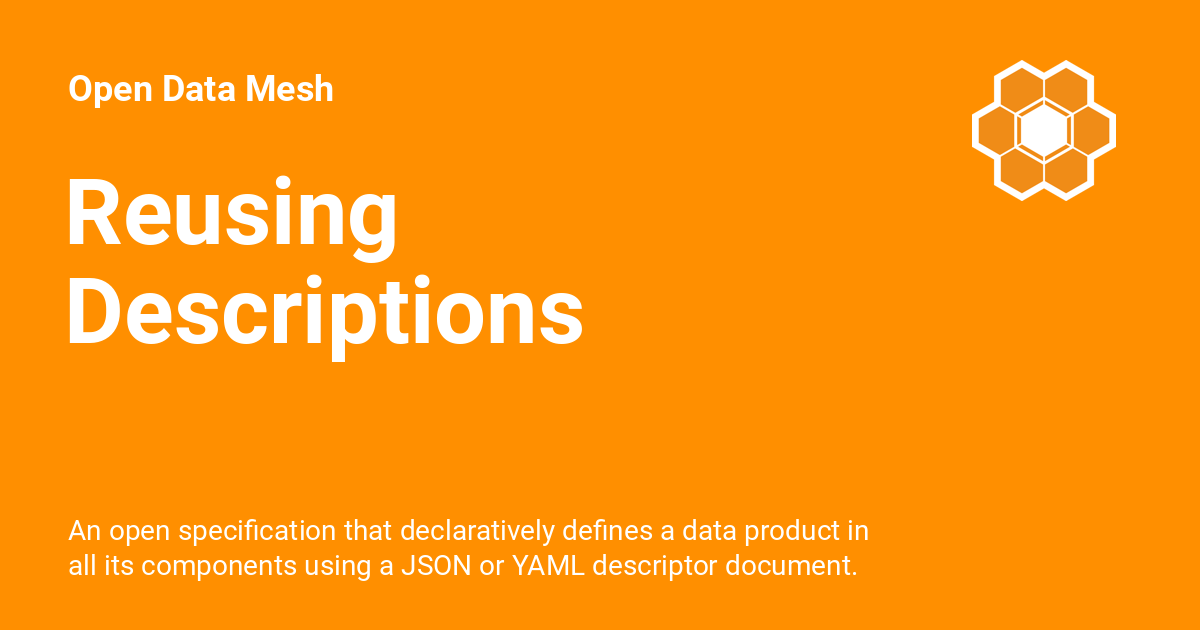 Open Data Mesh
Reusing
Descriptions
An open specification that declaratively defines a data product in
all its components using a JSON or YAML descriptor document.